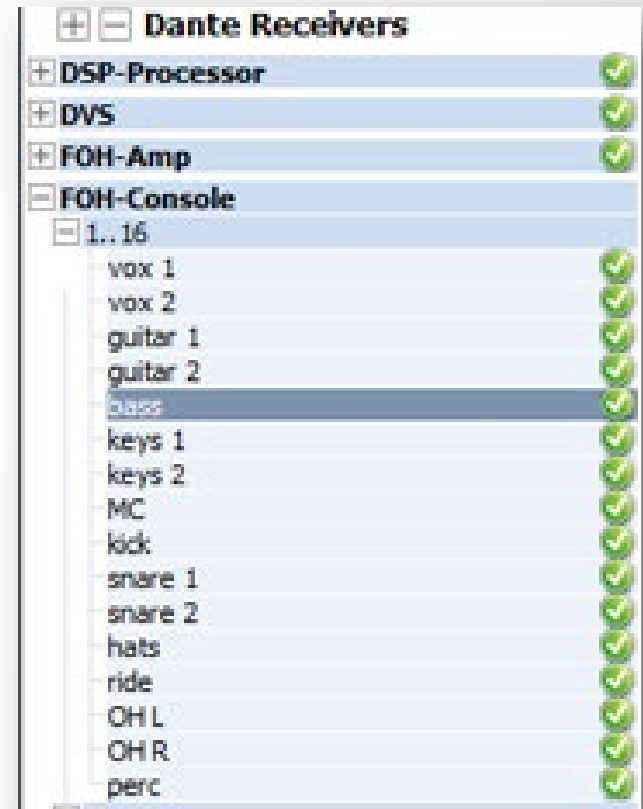 Dante Receivers
DSP-Processor
DVS
FOH-Amp
FOH-Console
1..16
vox 1
vox 2
guitar 1
guitar 2
bass
keys 1
keys 2
MC
kick
snare 1
snare 2
hats
ride
OH L
OH R
perc